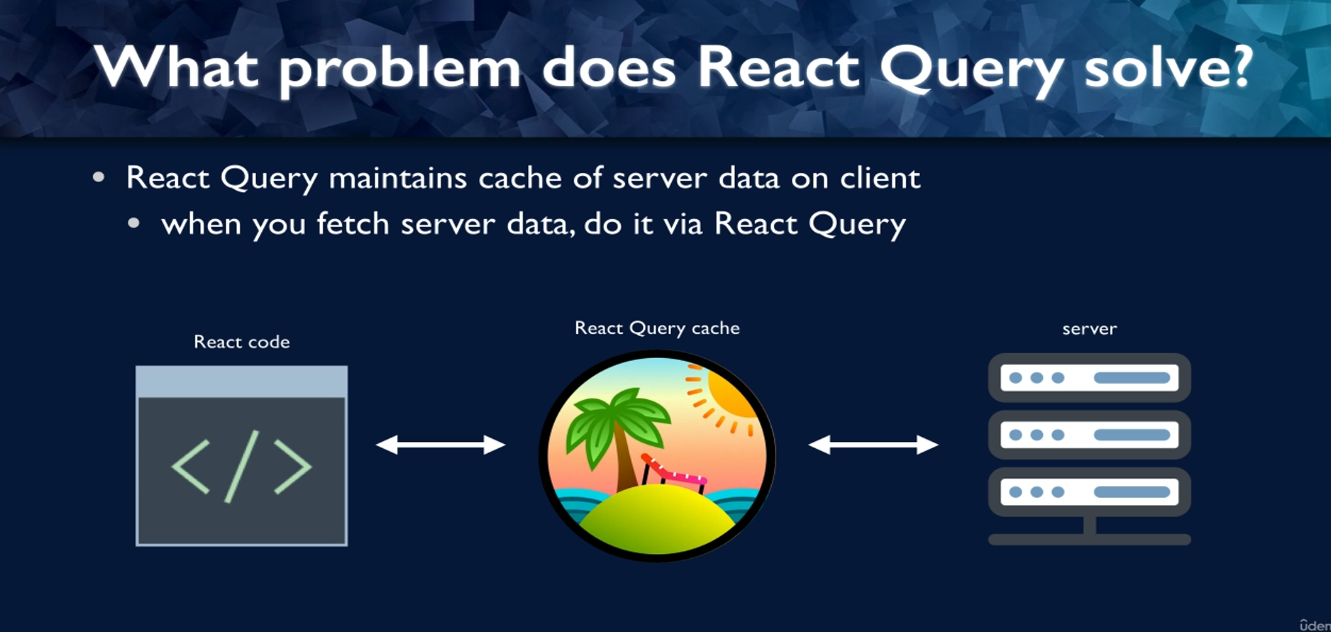 What problem does React Query solve?
• React Query maintains cache of server data on client
• when you fetch server data, do it via React Query
React code
React Query cache
server
</>